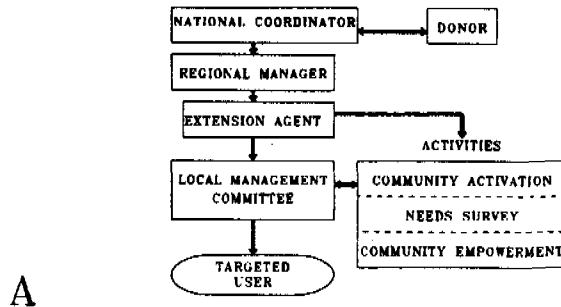 NATIONAL COORDINATOR
DONOR
REGIONAL MANAGER
EXTENSION AGENT
ACTIVITIES
LOCAL MANAGEMENT
COMMITTEE
COMMUNITY ACTIVATION
NEEDS SURVEY
COMMUNITY EMPOWERMENT
TARGETED
USER
A